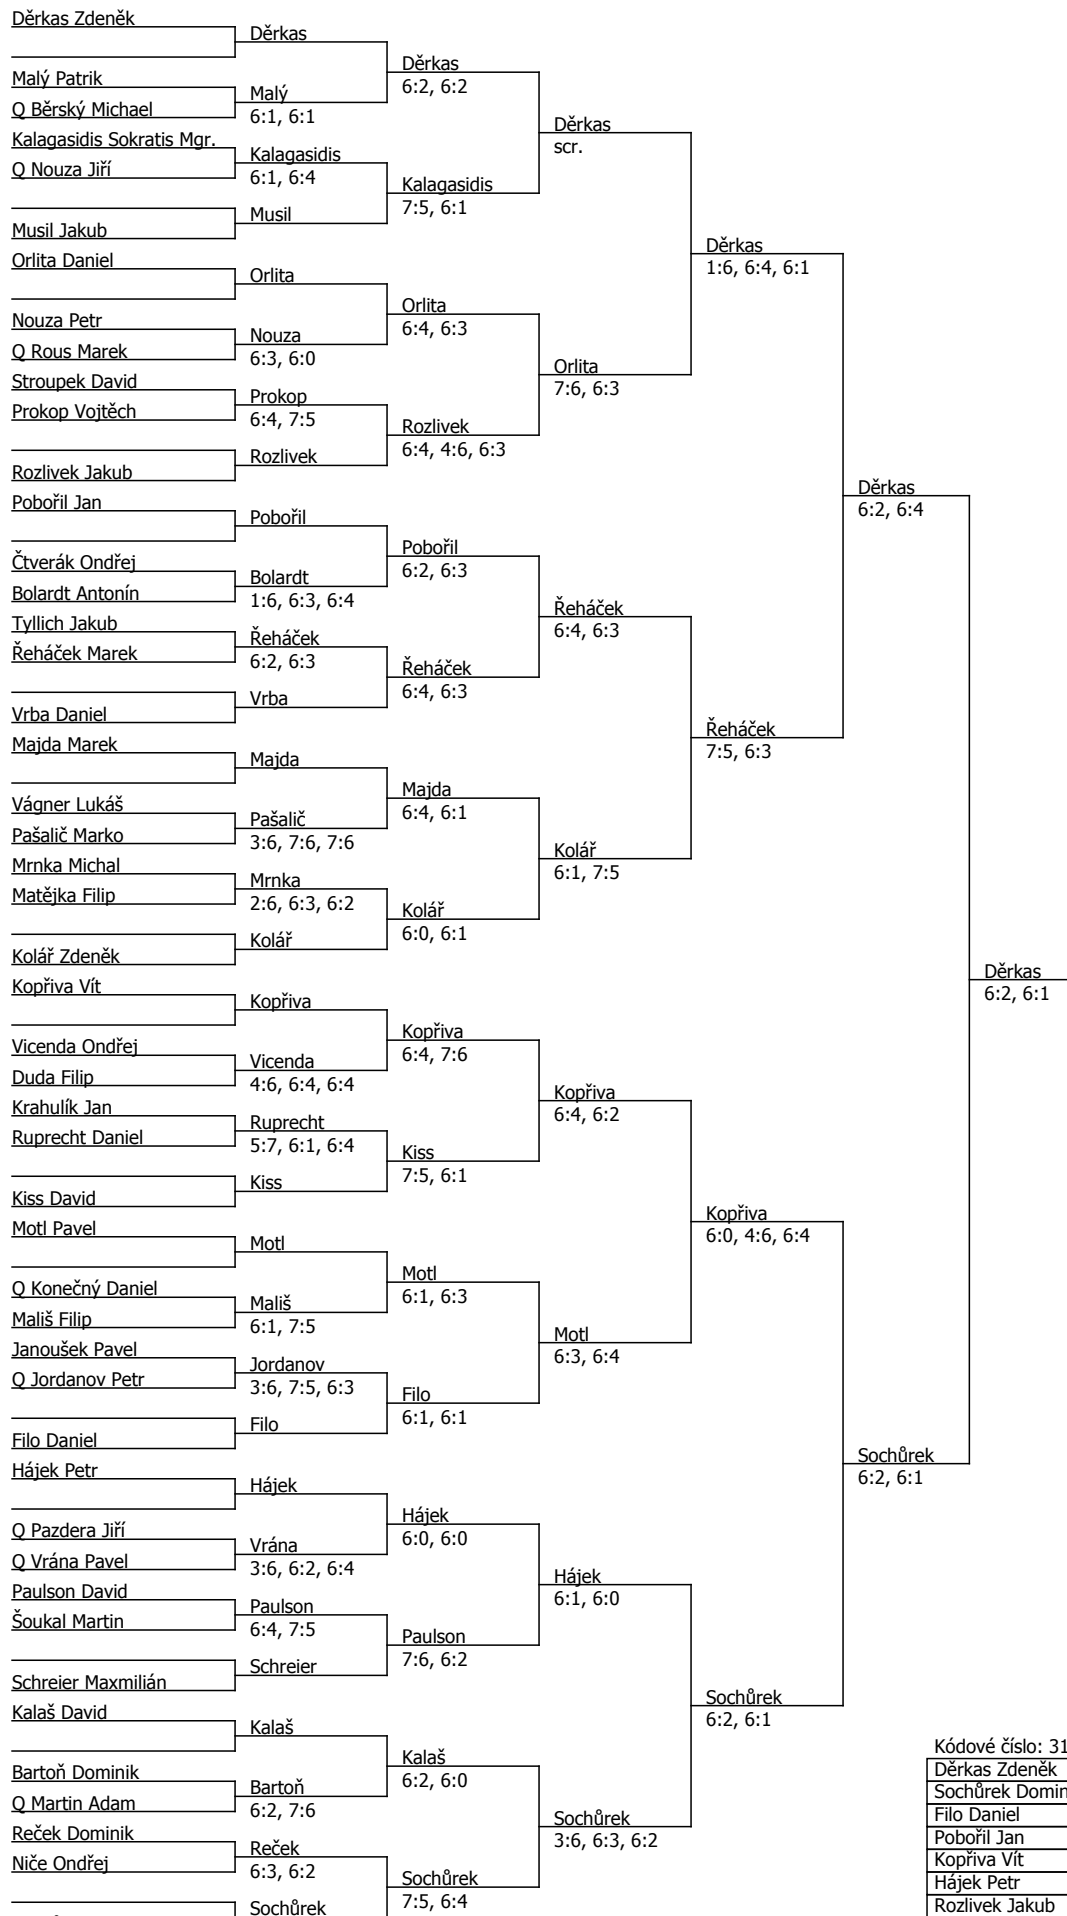 Děrkas Zdeněk
Malý Patrik
Q Běrský Michael
Kalagasidis Sokratis Mgr.
Q Nouza Jiří
Musil Jakub
Orlita Daniel
Nouza Petr
Q Rous Marek
Stroupek David
Prokop Vojtěch
Rozlivek Jakub
Pobořil Jan
Čtverák Ondřej
Bolardt Antonín
Tyllich Jakub
Řeháček Marek
Vrba Daniel
Majda Marek
Vágner Lukáš
Pašalič Marko
Mrnka Michal
Matějka Filip
Kolář Zdeněk
Kopřiva Vít
Vicenda Ondřej
Duda Filip
Krahulík Jan
Ruprecht Daniel
Kiss David
Motl Pavel
Q Konečný Daniel
Mališ Filip
Janoušek Pavel
Q Jordanov Petr
Filo Daniel
Hájek Petr
Q Pazdera Jiří
Q Vrána Pavel
Paulson David
Šoukal Martin
Schreier Maxmilián
Kalaš David
Bartoň Dominik
Q Martin Adam
Reček Dominik
Niče Ondřej
Děrkas
Malý
6:1, 6:1
Kalagasidis
6:1, 6:4
Musil
Orlita
Nouza
6:3, 6:0
Prokop
6:4, 7:5
Rozlivek
Pobořil
Bolardt
1:6, 6:3, 6:4
Řeháček
6:2, 6:3
Vrba
Majda
Pašalič
3:6, 7:6, 7:6
Mrnka
2:6, 6:3, 6:2
Kolář
Kopřiva
Vicenda
4:6, 6:4, 6:4
Ruprecht
5:7, 6:1, 6:4
Kiss
Motl
Mališ
6:1, 7:5
Jordanov
3:6, 7:5, 6:3
Filo
Hájek
Vrána
3:6, 6:2, 6:4
Paulson
6:4, 7:5
Schreier
Kalaš
Bartoň
6:2, 7:6
Reček
6:3, 6:2
Sochůrek
Děrkas
6:2, 6:2
Kalagasidis
7:5, 6:1
Orlita
6:4, 6:3
Rozlivek
6:4, 4:6, 6:3
Pobořil
6:2, 6:3
Řeháček
6:4, 6:3
Majda
6:4, 6:1
Kolář
6:0, 6:1
Kopřiva
6:4, 7:6
Kiss
7:5, 6:1
Motl
6:1, 6:3
Filo
6:1, 6:1
Hájek
6:0, 6:0
Paulson
7:6, 6:2
Kalaš
6:2, 6:0
Sochůrek
7:5, 6:4
Děrkas
scr.
Orlita
7:6, 6:3
Řeháček
6:4, 6:3
Kolář
6:1, 7:5
Kopřiva
6:4, 6:2
Motl
6:3, 6:4
Hájek
6:1, 6:0
Sochůrek
3:6, 6:3, 6:2
Děrkas
1:6, 6:4, 6:1
Řeháček
7:5, 6:3
Kopřiva
6:0, 4:6, 6:4
Sochůrek
6:2, 6:1
Děrkas
6:2, 6:4
Sochůrek
6:2, 6:1
Děrkas
6:2, 6:1
Kódové číslo: 31
Děrkas Zdeněk
Sochůrek Domin
Filo Daniel
Pobořil Jan
Kopřiva Vít
Hájek Petr
Rozlivek Jakub